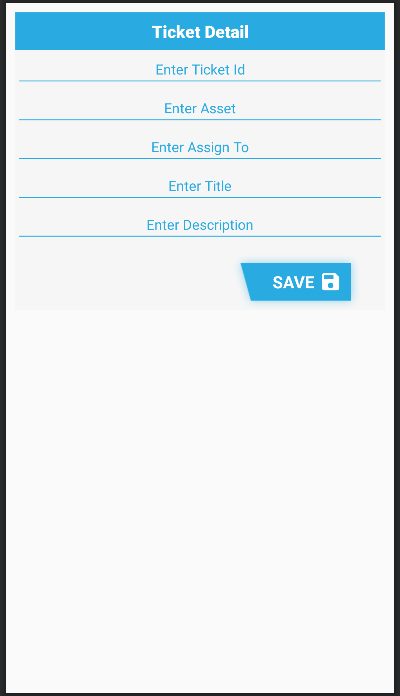 Ticket Detail
Enter Ticket Id
Enter Asset
Enter Assign To
Enter Title
Enter Description
SAVE